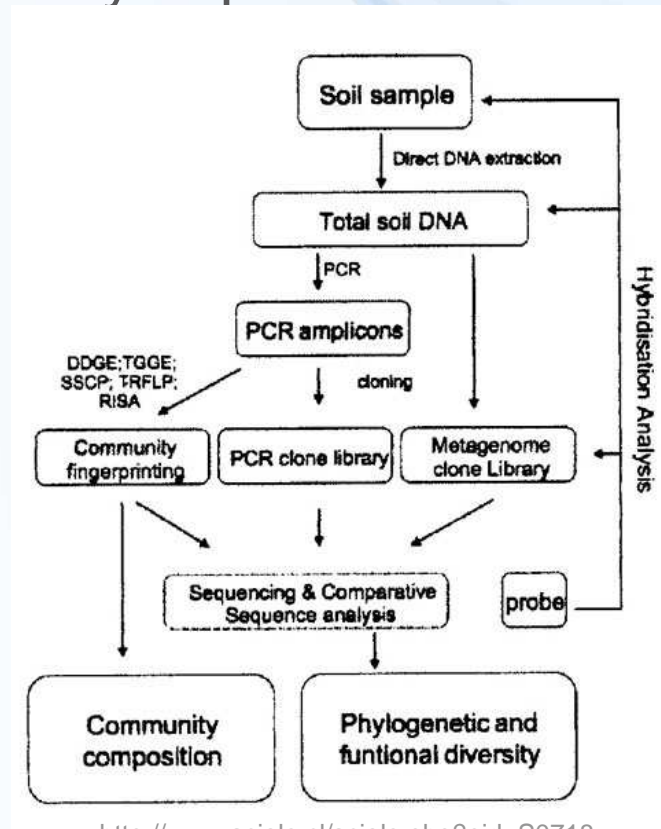 Soil sample
Direct DNA extraction
Total soil DNA
PCR
PCR amplicons
DDGE;TGGE;
SSCP; TRFLP;
RISA
cloning
Community
fingerprinting
PCR clone library
Metagenome
clone Library
Hybridisation Analysis
Sequencing & Comparative
Sequence analysis
probe
Community
composition
Phylogenetic and
funtional diversity